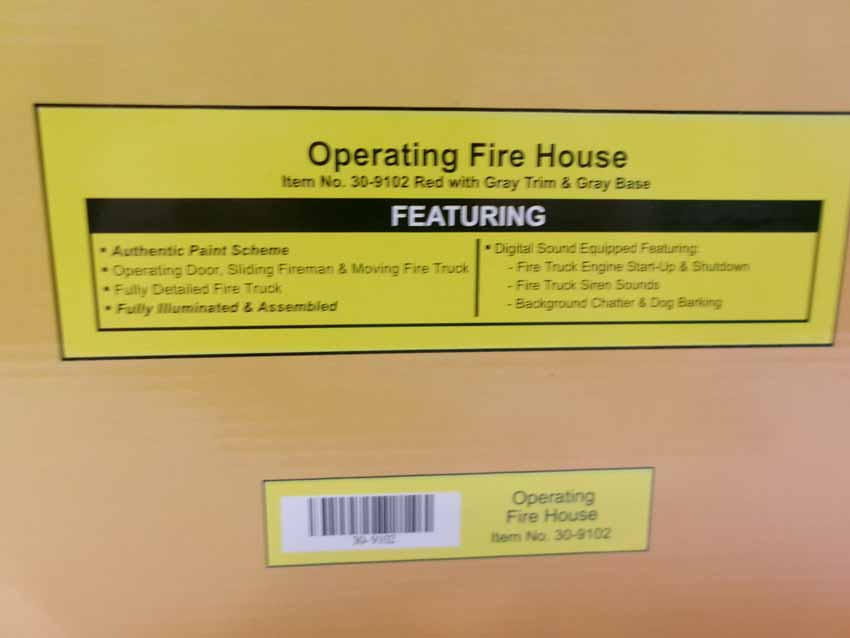 Operating Fire House
Item No. 30-9102 Red with Gray Trim & Gray Base
FEATURING
• Authentic Paint Scheme
• Operating Door, Sliding Fireman & Moving Fire Truck
• Fully Detailed Fire Truck
• Fully Illuminated & Assembled
• Digital Sound Equipped Featuring:
- Fire Truck Engine Start-Up & Shutdown
- Fire Truck Siren Sounds
- Background Chatter & Dog Barking
30-9102
Operating
Fire House
Item No. 30-9102